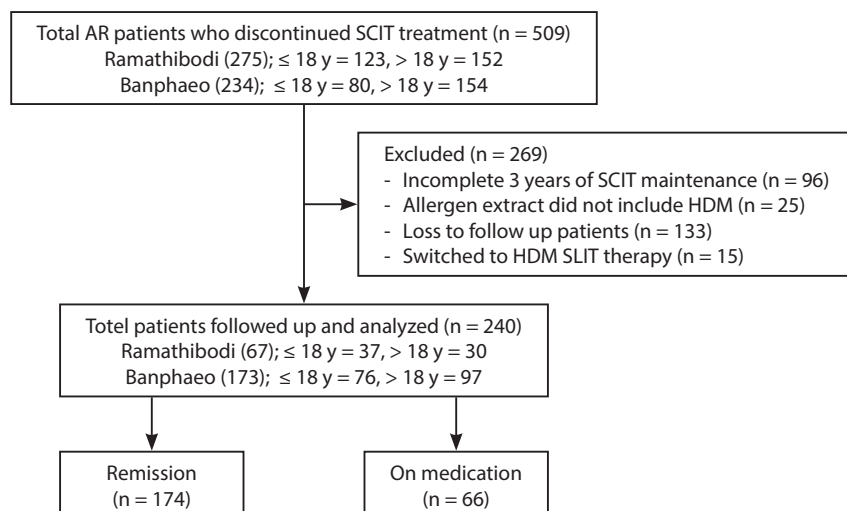 Total AR patients who discontinued SCIT treatment (n = 509)
Ramathibodi (275); ≤ 18 y = 123, > 18 y = 152
Banphaeo (234); ≤ 18 y = 80, > 18 y = 154
Excluded (n = 269)
- Incomplete 3 years of SCIT maintenance (n = 96)
- Allergen extract did not include HDM (n = 25)
- Loss to follow up patients (n = 133)
- Switched to HDM SLIT therapy (n = 15)
Totel patients followed up and analyzed (n = 240)
Ramathibodi (67); ≤ 18 y = 37, > 18 y = 30
Banphaeo (173); ≤ 18 y = 76, > 18 y = 97
Remission
(n = 174)
On medication
(n = 66)